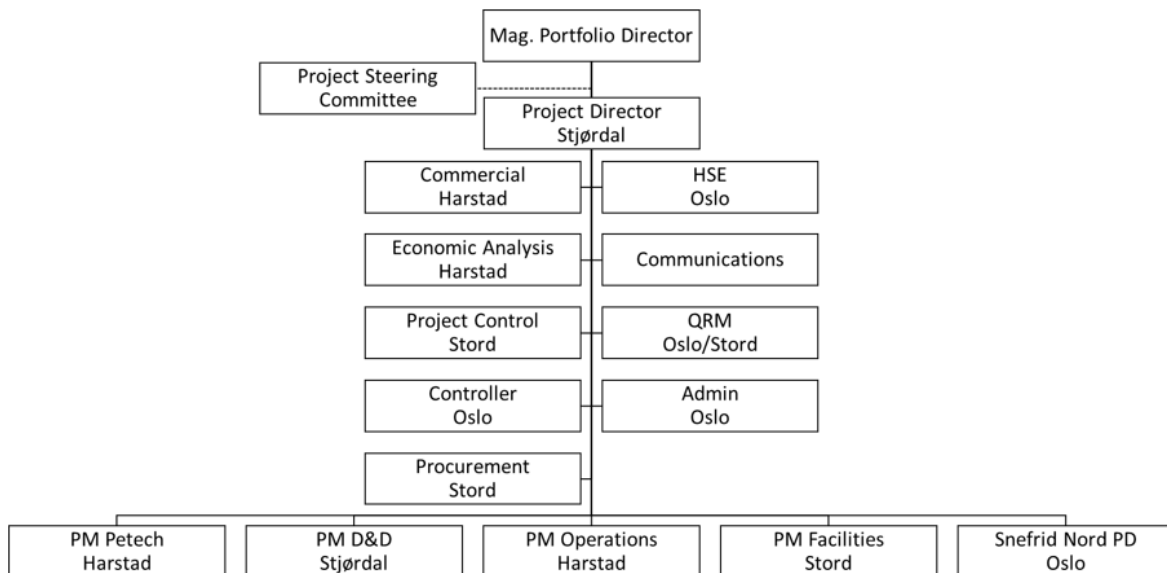 Mag. Portfolio Director
Project Steering
Committee
Project Director
Stjørdal
Commercial
Harstad
HSE
Oslo
Economic Analysis
Harstad
Communications
Project Control
Stord
QRM
Oslo/Stord
Controller
Oslo
Admin
Oslo
Procurement
Stord
PM Petech
Harstad
PM D&D
Stjørdal
PM Operations
Harstad
PM Facilities
Stord
Snefrid Nord PD
Oslo